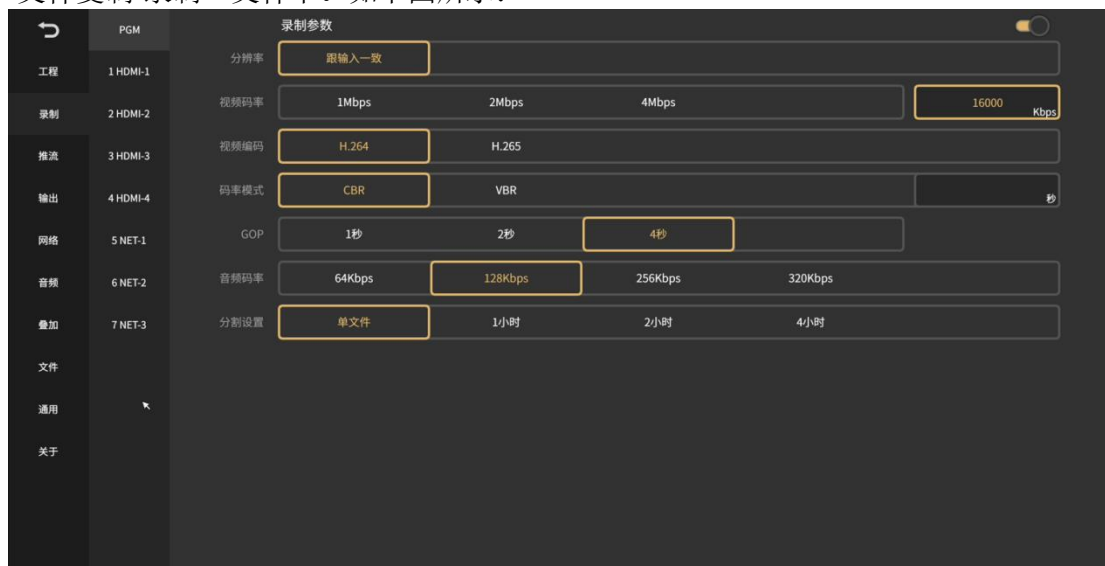 PGM 录制参数
分辨率 跟输入一致
工程 1 HDMI-1
视频码率 1Mbps 2Mbps 4Mbps 16000 Kbps
录制 2 HDMI-2
视频编码 H.264 H.265
推流 3 HDMI-3
码率模式 CBR VBR 秒
输出 4 HDMI-4
GOP 1秒 2秒 4秒
网络 5 NET-1
音频码率 64Kbps 128Kbps 256Kbps 320Kbps
音频 6 NET-2
分割设置 单文件 1小时 2小时 4小时
叠加 7 NET-3
文件
通用
关于